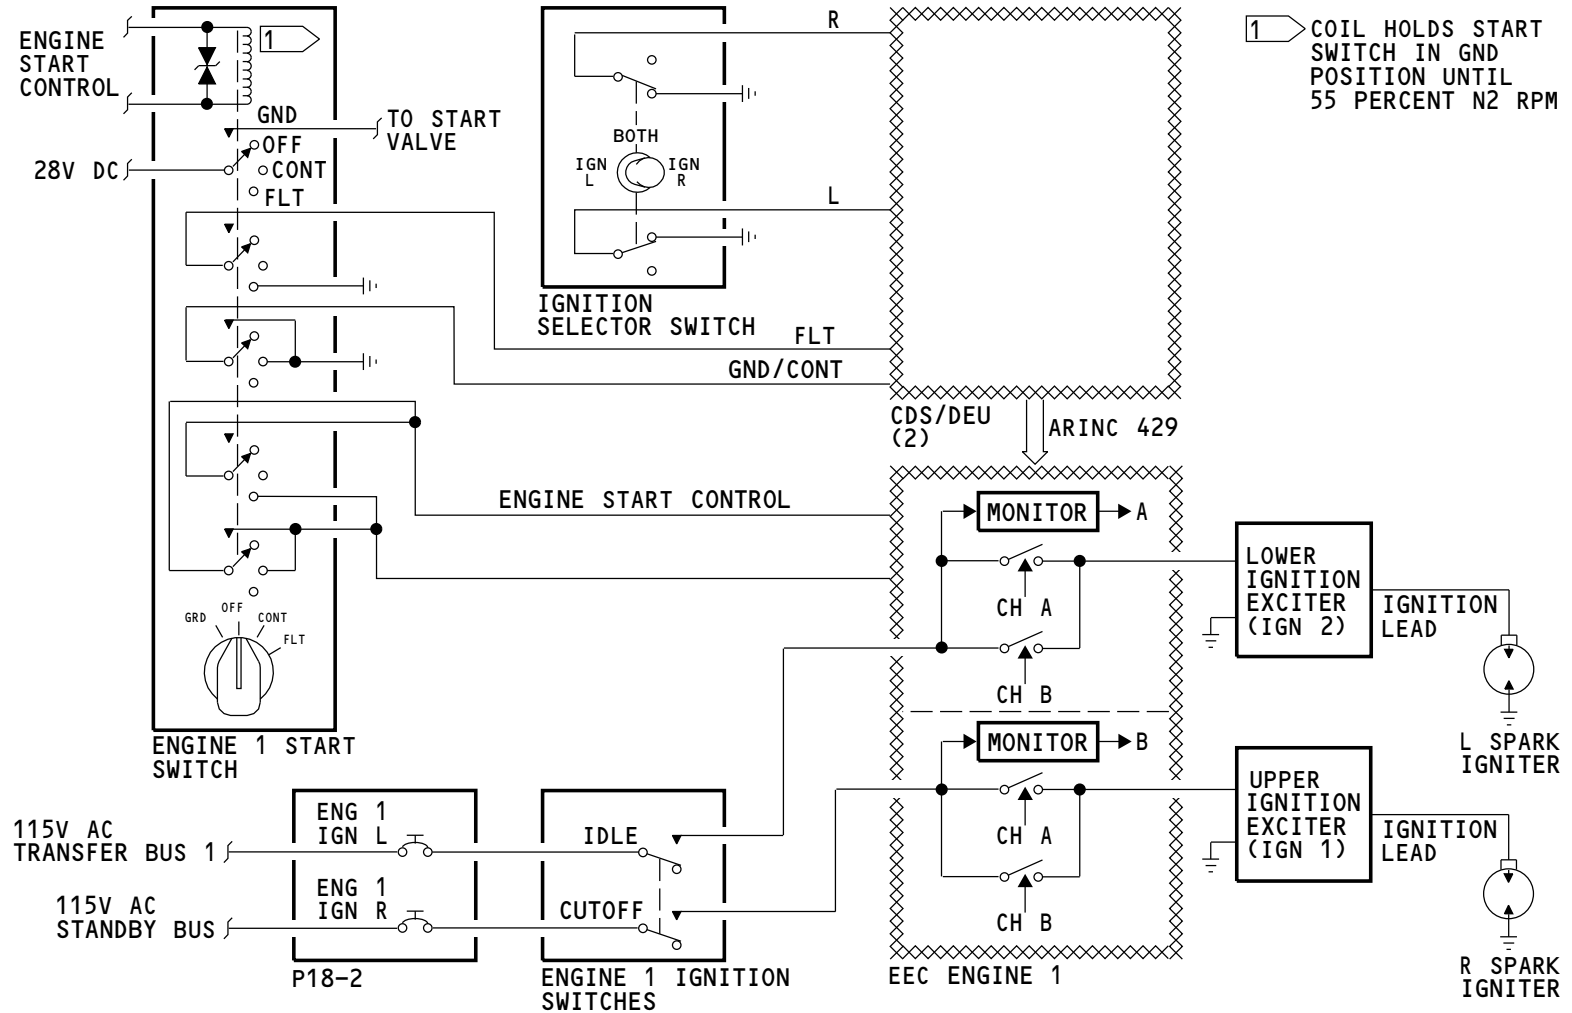 ENGINE
START
CONTROL
1
GND
TO START
VALVE
OFF
28V DC
CONT
FLT
R
BOTH
IGN
L
IGN
R
L
IGNITION
SELECTOR SWITCH
FLT
GND/CONT
1
COIL HOLDS START
SWITCH IN GND
POSITION UNTIL
55 PERCENT N2 RPM
CDS/DEU
(2)
ARINC 429
ENGINE START CONTROL
MONITOR
A
CH A
CH B
LOWER
IGNITION
EXCITER
(IGN 2)
IGNITION
LEAD
L SPARK
IGNITER
GRD
OFF
CONT
FLT
ENGINE 1 START
SWITCH
MONITOR
B
CH A
CH B
UPPER
IGNITION
EXCITER
(IGN 1)
IGNITION
LEAD
R SPARK
IGNITER
115V AC
TRANSFER BUS 1
ENG 1
IGN L
IDLE
115V AC
STANDBY BUS
ENG 1
IGN R
CUTOFF
P18-2
ENGINE 1 IGNITION
SWITCHES
EEC ENGINE 1